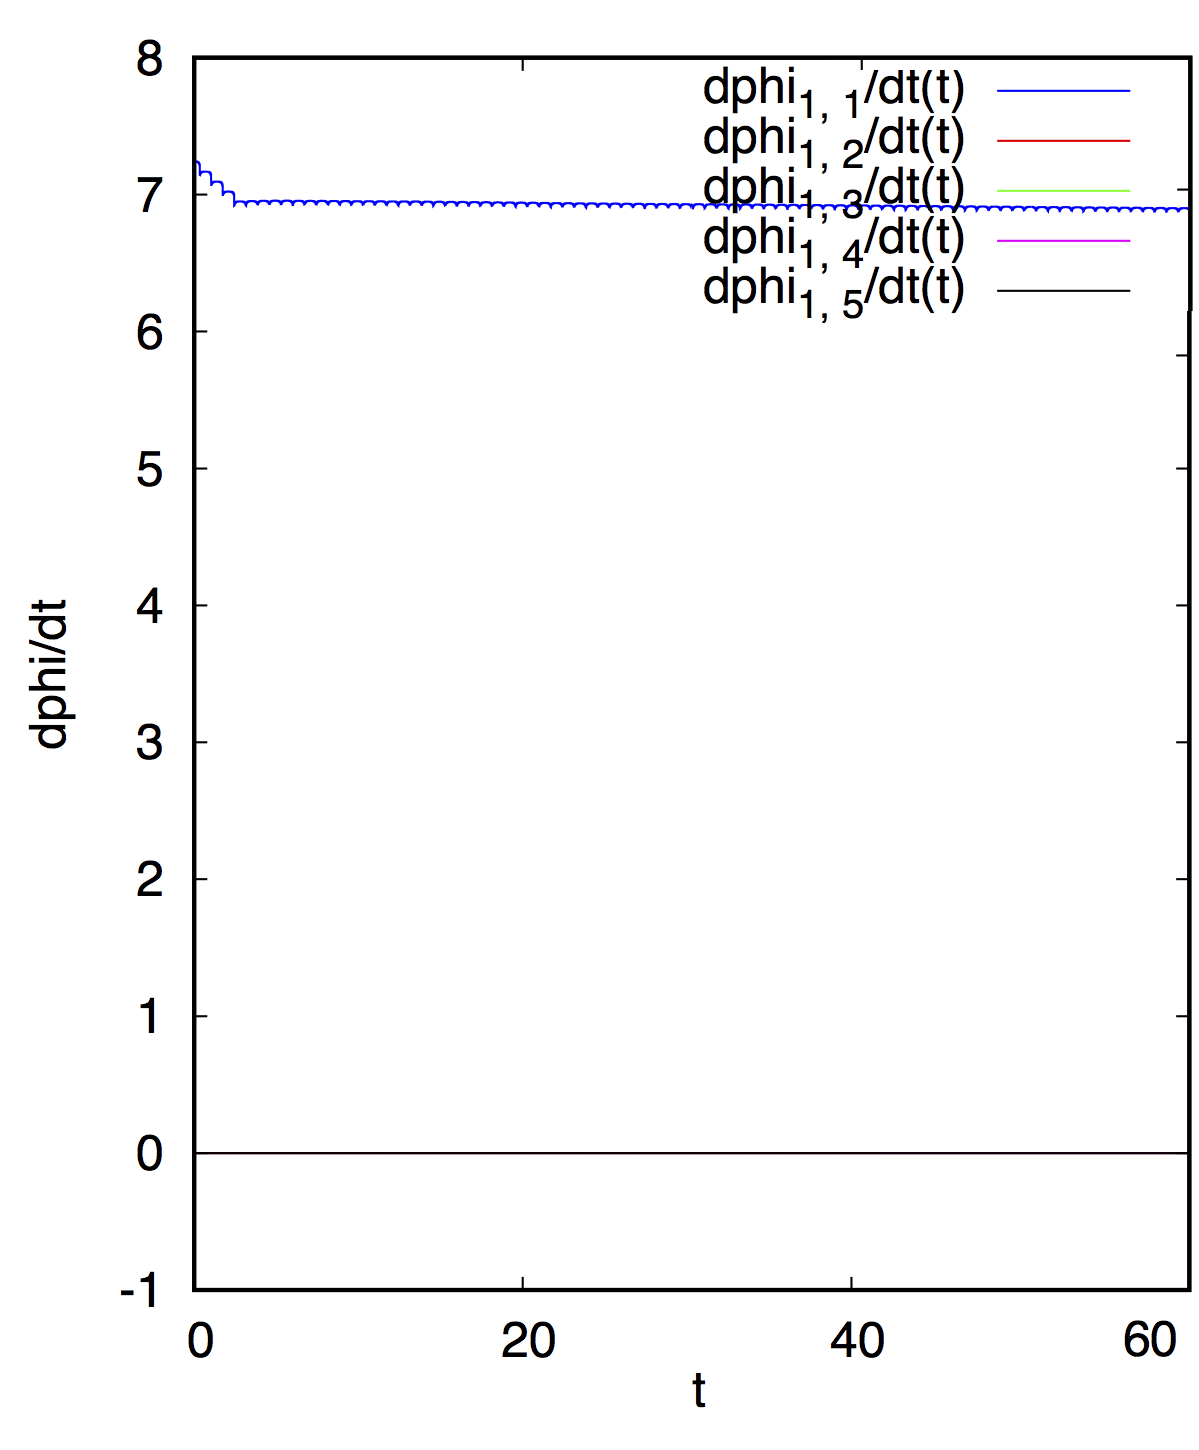 8
dphi1, 1/dt(t)
dphi1, 2/dt(t)
7
dphi1, 3/dt(t)
dphi1, 4/dt(t)
dphi1, 5/dt(t)
6
5
4
dphi/dt
3
2
1
0
-1
0 20 40 60
t